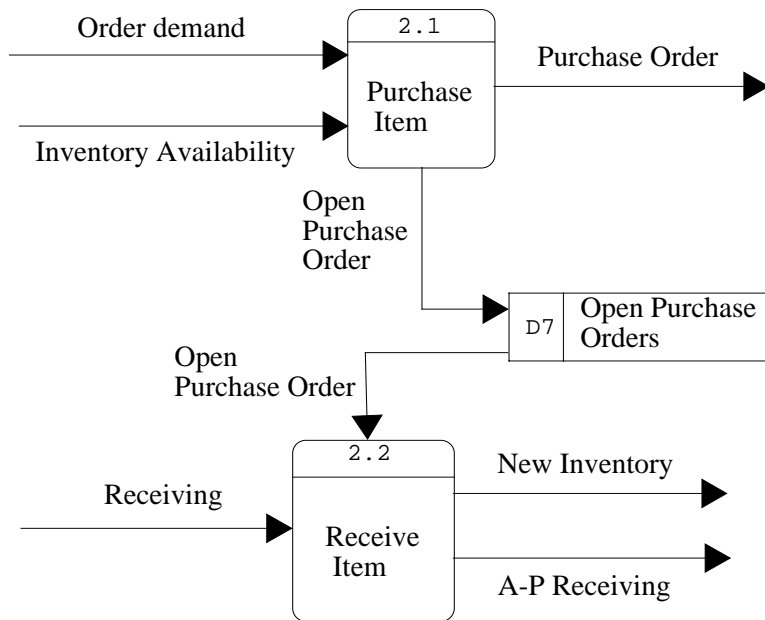 Order demand
2.1
Purchase Order
Purchase
Item
Inventory Availability
Open
Purchase
Order
D7
Open Purchase
Orders
Open
Purchase Order
2.2
New Inventory
Receiving
Receive
Item
A-P Receiving